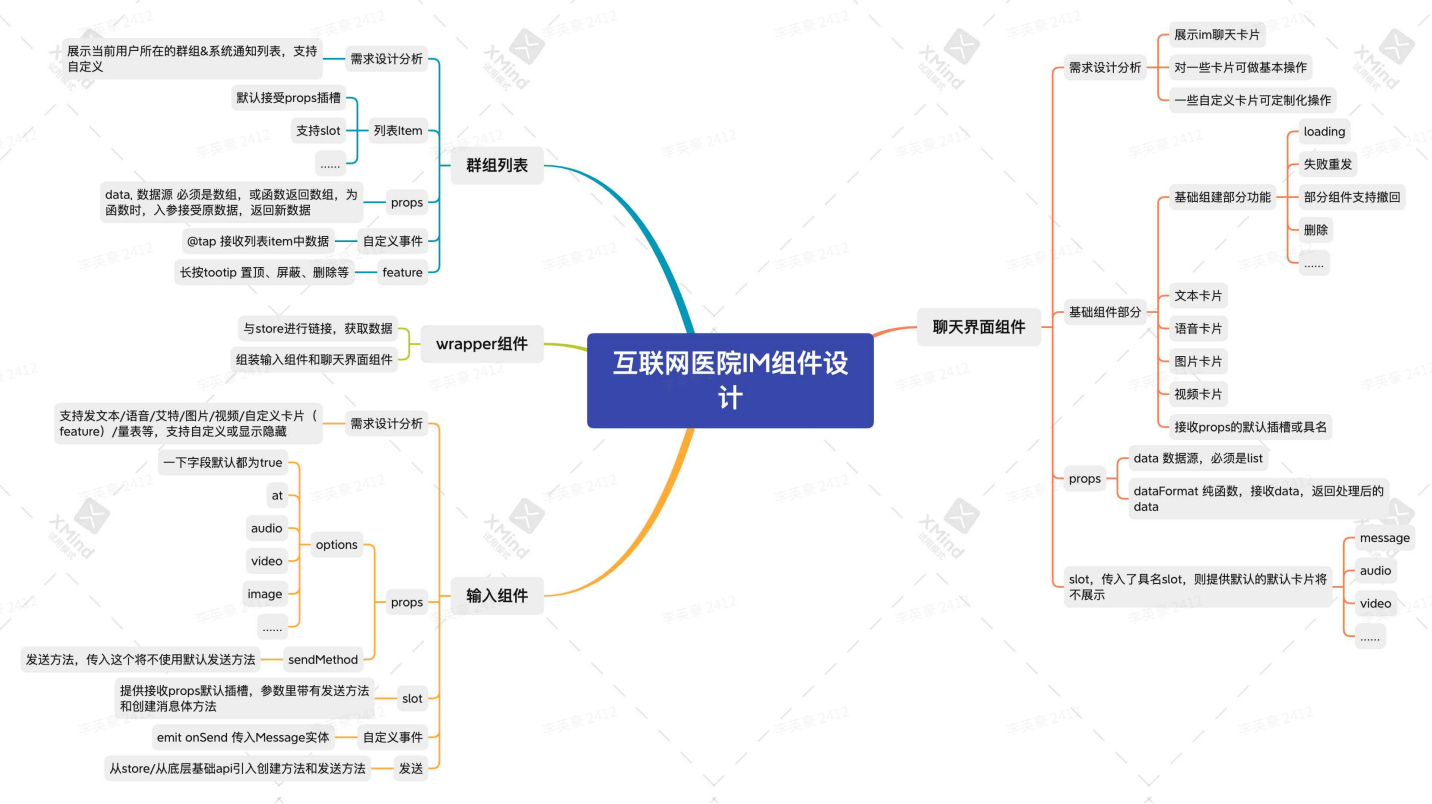 互联网医院IM组件设
计
群组列表
需求设计分析
展示当前用户所在的群组&系统通知列表，支持
自定义
列表Item
默认接受props插槽
支持slot
......
props
data, 数据源 必须是数组，或函数返回数组，为
函数时，入参接受原数据，返回新数据
自定义事件
@tap 接收列表item中数据
feature
长按tootip 置顶、屏蔽、删除等
wrapper组件
与store进行链接，获取数据
组装输入组件和聊天界面组件
输入组件
需求设计分析
支持发文本/语音/艾特/图片/视频/自定义卡片（
feature）/量表等，支持自定义或显示隐藏
props
options
一下字段默认都为true
at
audio
video
image
......
sendMethod
发送方法，传入这个将不使用默认发送方法
slot
提供接收props默认插槽，参数里带有发送方法
和创建消息体方法
自定义事件
emit onSend 传入Message实体
发送
从store/从底层基础api引入创建方法和发送方法
聊天界面组件
需求设计分析
展示im聊天卡片
对一些卡片可做基本操作
一些自定义卡片可定制化操作
基础组件部分
基础组建部分功能
loading
失败重发
部分组件支持撤回
删除
......
文本卡片
语音卡片
图片卡片
视频卡片
接收props的默认插槽或具名
props
data 数据源，必须是list
dataFormat 纯函数，接收data，返回处理后的
data
slot，传入了具名slot，则提供默认的默认卡片将
不展示
message
audio
video
......
XMind
试用模式
李英豪 2412